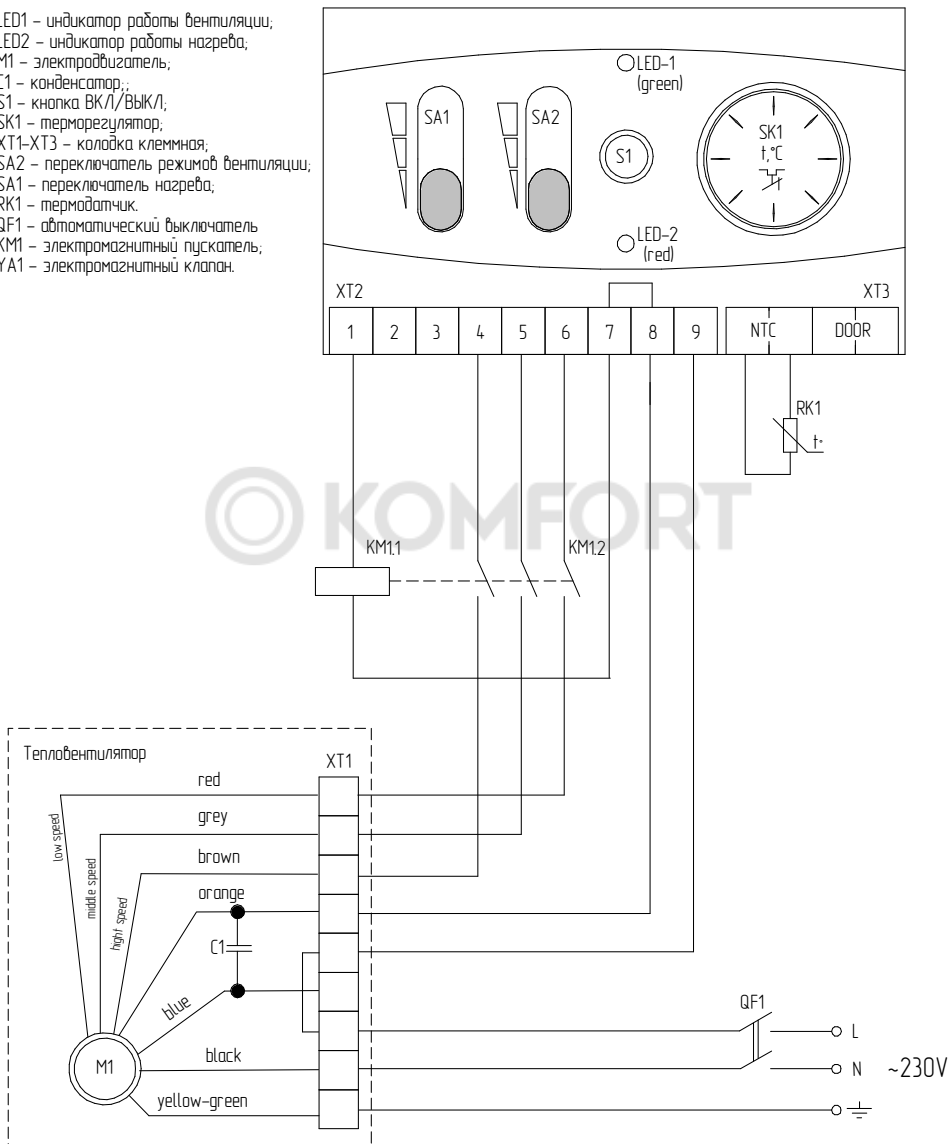 LED1 – индикатор работы вентиляции;
LED2 – индикатор работы нагрева;
M1 – электродвигатель;
C1 – конденсатор;;
S1 – кнопка ВКЛ/ВЫКЛ;
SK1 – терморегулятор;
XT1-XT3 – колодка клеммная;
SA2 – переключатель режимов вентиляции;
SA1 – переключатель нагрева;
RK1 – термодатчик.
QF1 – автоматический выключатель
KM1 – электромагнитный пускатель;
YA1 – электромагнитный клапан.
LED-1
(green)
SA1
SA2
S1
SK1
t,°C
LED-2
(red)
XT2
XT3
1 2 3 4 5 6 7 8 9 NTC DOOR
RK1
t°
KOMFORT
KM1.1
KM1.2
Тепловентилятор
XT1
red
grey
brown
orange
low speed
middle speed
hight speed
C1
blue
black
yellow-green
M1
QF1
L
N
~230V